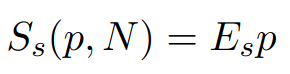 S_s(p, N) = E_s p